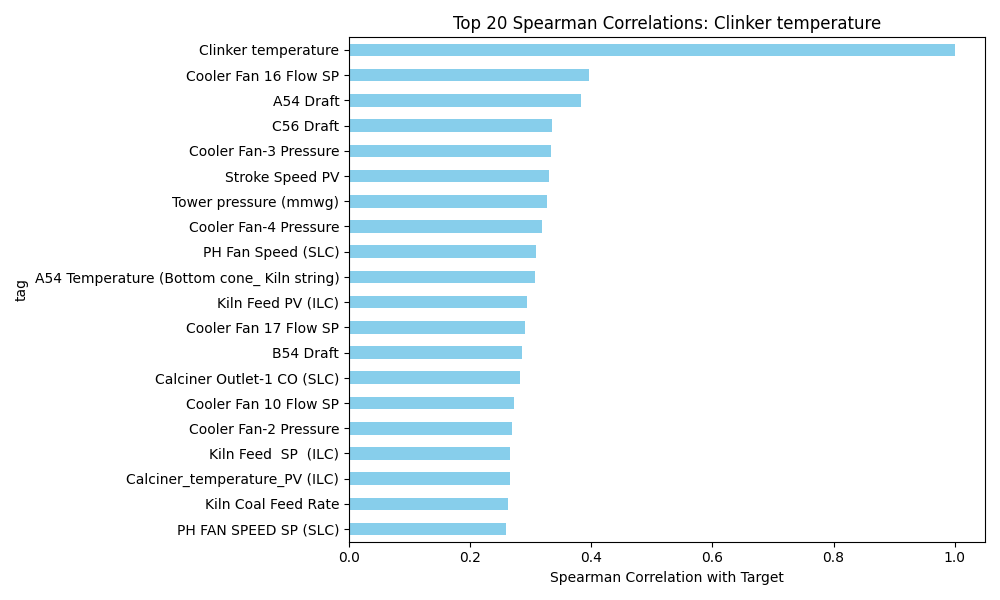 Top 20 Spearman Correlations: Clinker temperature
Clinker temperature
Cooler Fan 16 Flow SP
A54 Draft
C56 Draft
Cooler Fan-3 Pressure
Stroke Speed PV
Tower pressure (mmwg)
Cooler Fan-4 Pressure
PH Fan Speed (SLC)
A54 Temperature (Bottom cone_ Kiln string)
Kiln Feed PV (ILC)
Cooler Fan 17 Flow SP
B54 Draft
Calciner Outlet-1 CO (SLC)
Cooler Fan 10 Flow SP
Cooler Fan-2 Pressure
Kiln Feed  SP  (ILC)
Calciner_temperature_PV (ILC)
Kiln Coal Feed Rate
PH FAN SPEED SP (SLC)
tag
0.0 0.2 0.4 0.6 0.8 1.0
Spearman Correlation with Target